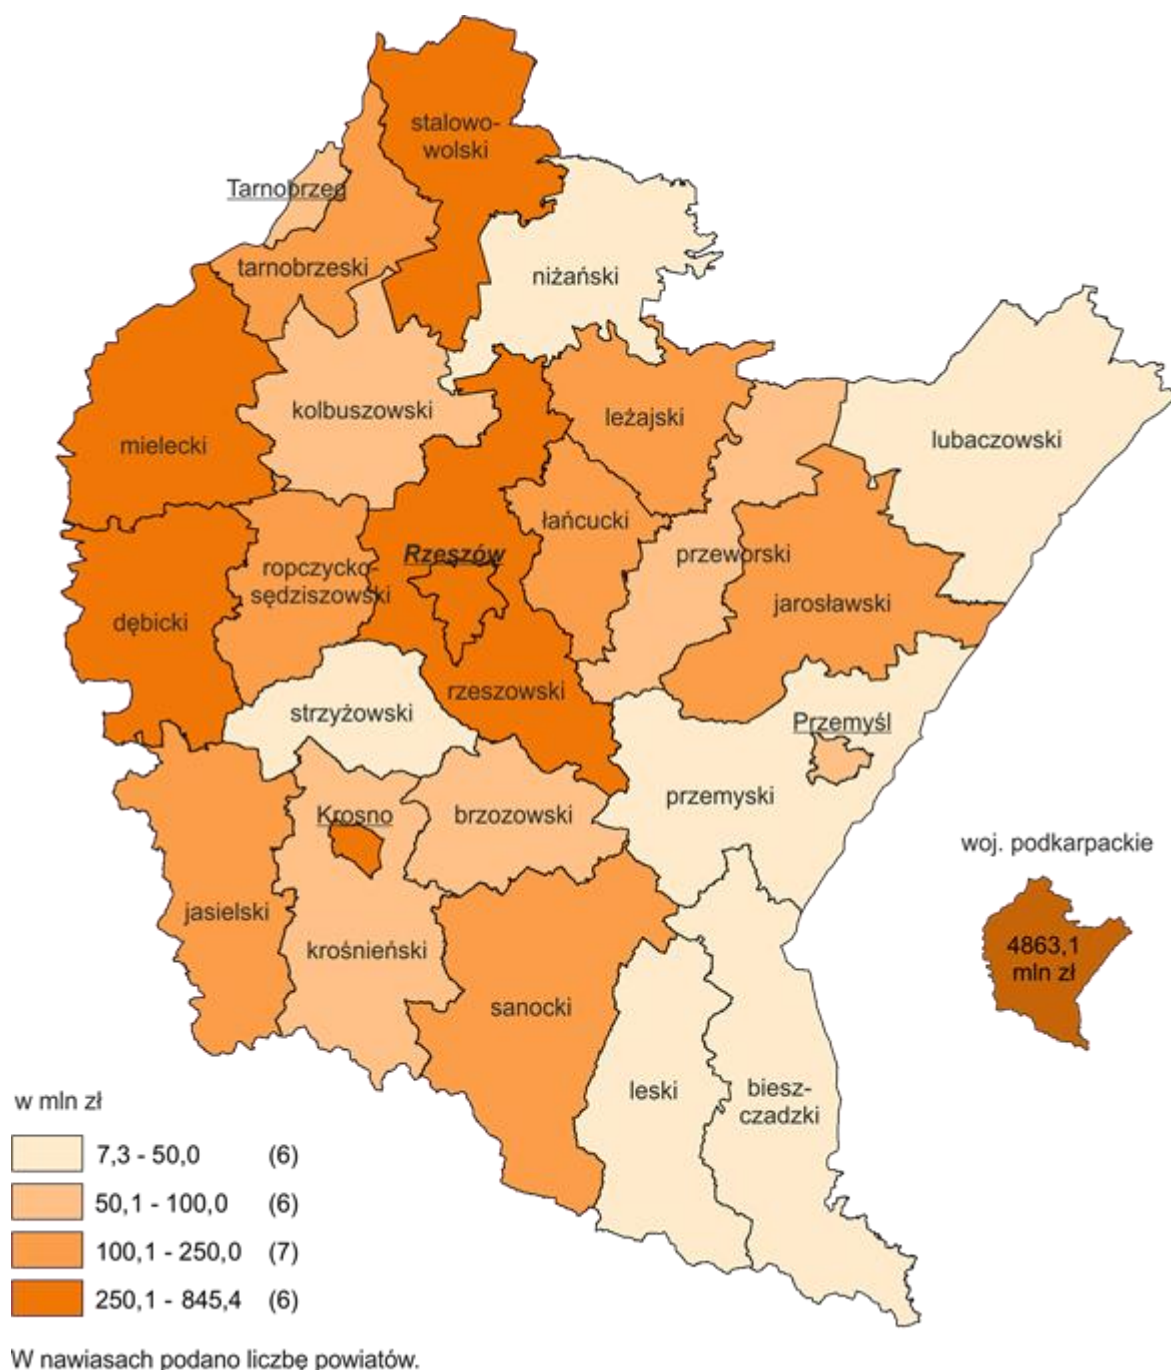 stalowo-
wolski
Tarnobrzeg
tarnobrzeski
niżański
kolbuszowski
leżajski
lubaczowski
mielecki
łańcucki
Rzeszów
przeworski
ropczycko-
sędziszowski
jarosławski
dębicki
rzeszowski
strzyżowski
Przemyśl
przemyski
Krosno
brzozowski
woj. podkarpackie
jasielski
krośnieński
4863,1
mln zł
sanocki
leski
biesz-
czadzki
w mln zł
7,3 - 50,0 (6)
50,1 - 100,0 (6)
100,1 - 250,0 (7)
250,1 - 845,4 (6)
W nawiasach podano liczbę powiatów.